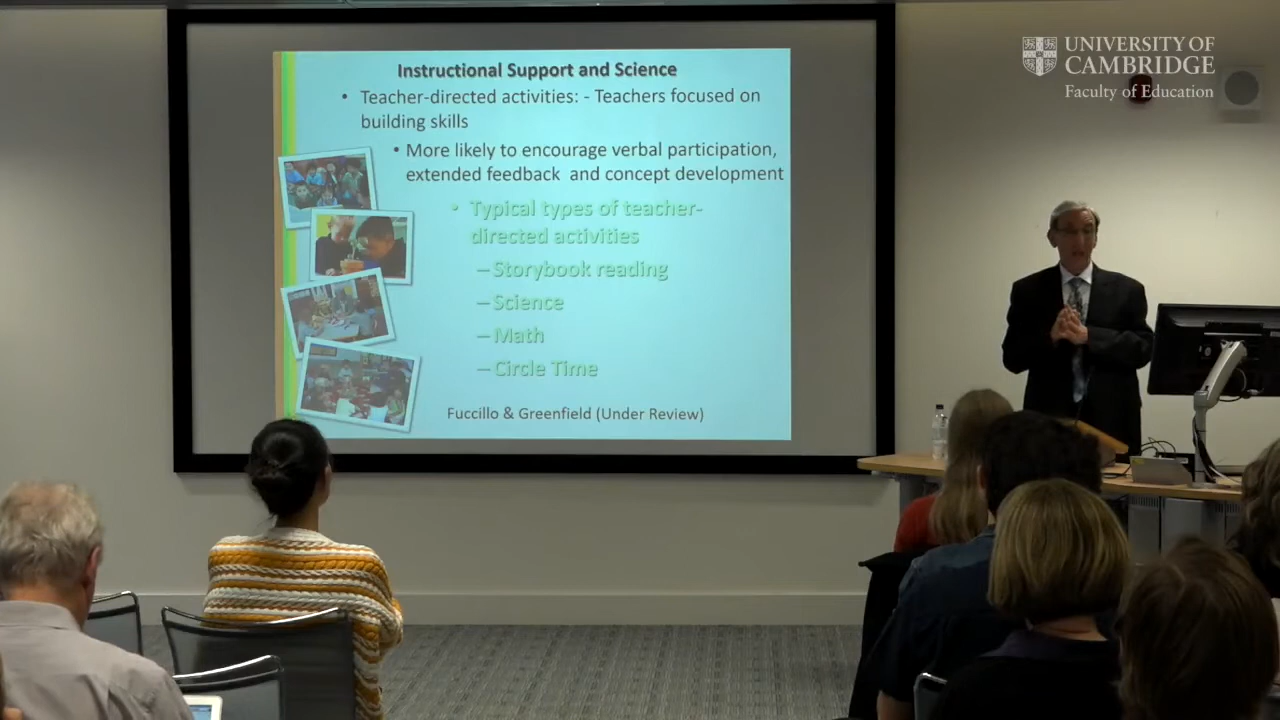 UNIVERSITY OF
CAMBRIDGE
Faculty of Education
Instructional Support and Science
• Teacher-directed activities: - Teachers focused on
building skills
• More likely to encourage verbal participation,
extended feedback and concept development
• Typical types of teacher-
directed activities
– Storybook reading
– Science
– Math
– Circle Time
Fuccillo & Greenfield (Under Review)